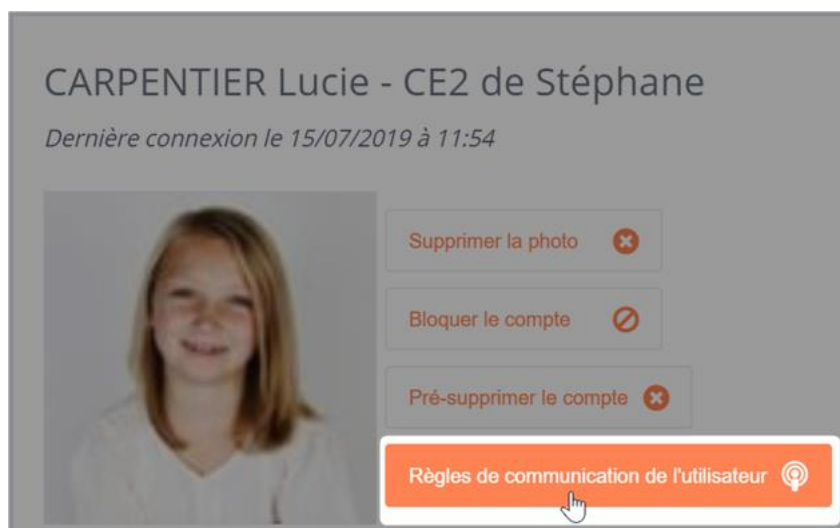 CARPENTIER Lucie - CE2 de Stéphane
Dernière connexion le 15/07/2019 à 11:54
Supprimer la photo
Bloquer le compte
Pré-supprimer le compte
Règles de communication de l'utilisateur